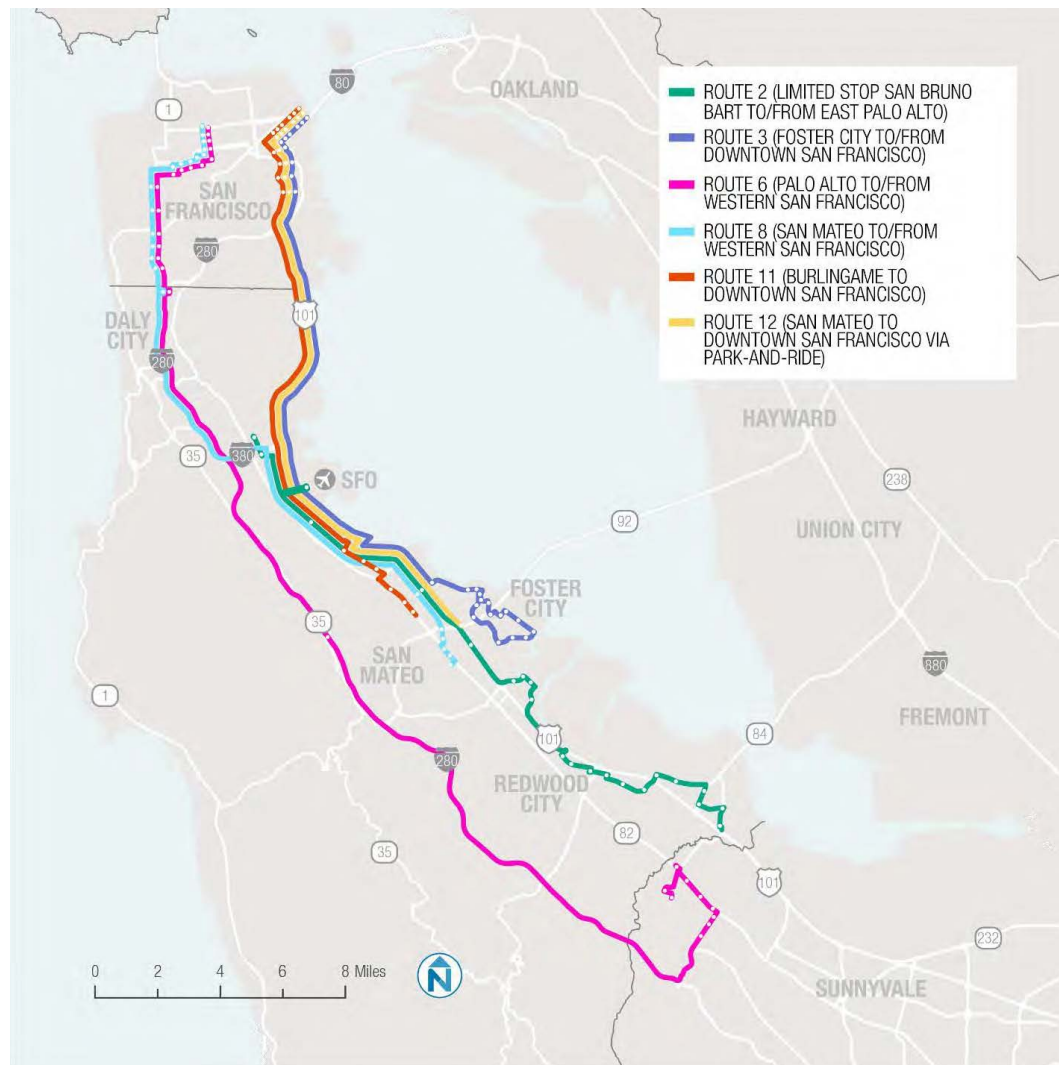 1
80
OAKLAND
ROUTE 2 (LIMITED STOP SAN BRUNO
BART TO/FROM EAST PALO ALTO)
ROUTE 3 (FOSTER CITY TO/FROM
DOWNTOWN SAN FRANCISCO)
ROUTE 6 (PALO ALTO TO/FROM
WESTERN SAN FRANCISCO)
ROUTE 8 (SAN MATEO TO/FROM
WESTERN SAN FRANCISCO)
ROUTE 11 (BURLINGAME TO
DOWNTOWN SAN FRANCISCO)
ROUTE 12 (SAN MATEO TO
DOWNTOWN SAN FRANCISCO VIA
PARK-AND-RIDE)
SAN
FRANCISCO
280
101
DALY
CITY
280
HAYWARD
35
380
SFO
238
92
UNION CITY
FOSTER
CITY
35
SAN
MATEO
880
1
FREMONT
84
101
280
REDWOOD
CITY
82
35
101
232
0 2 4 6 8 Miles
N
SUNNYVALE